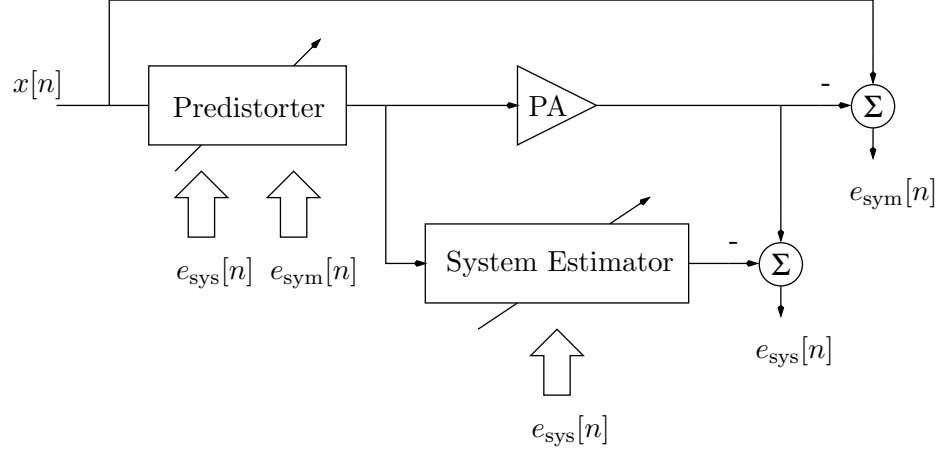 x[n]
Predistorter
PA
-
Σ
e_sym[n]
e_sys[n] e_sym[n]
System Estimator
-
Σ
e_sys[n]
e_sys[n]